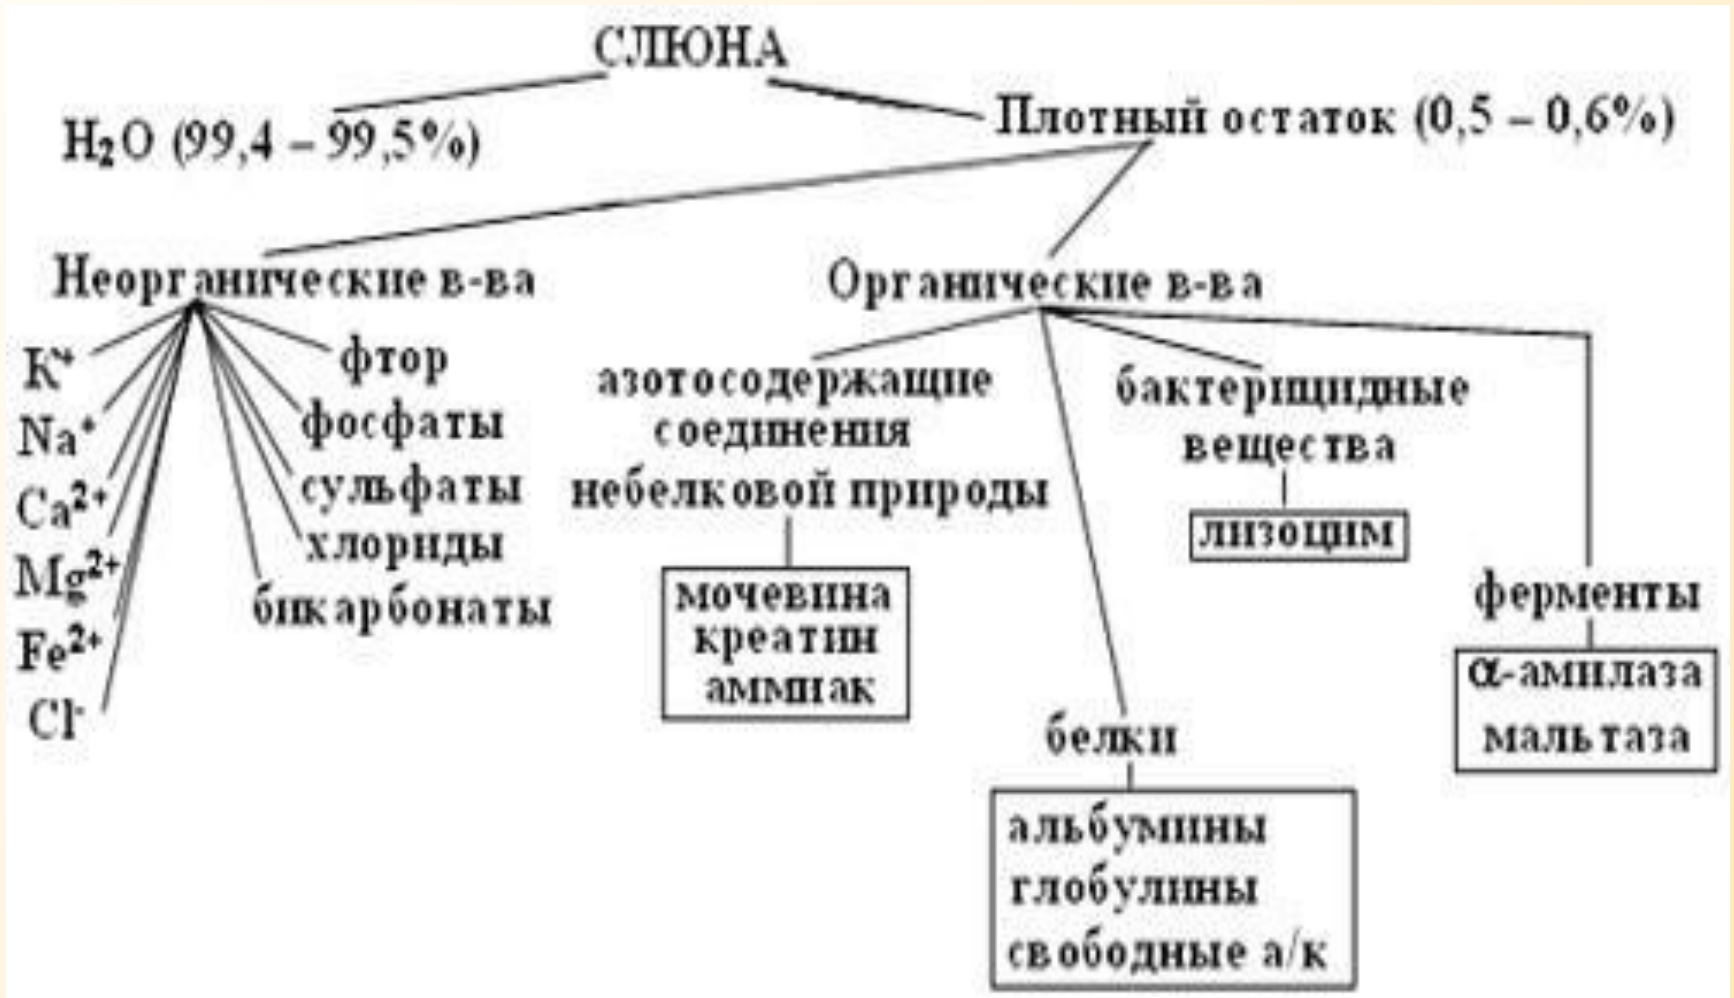 СЛЮНА
H₂O (99,4 – 99,5%)
Плотный остаток (0,5 – 0,6%)
Неорганические в-ва
K⁺
Na⁺
Ca²⁺
Mg²⁺
Fe²⁺
Cl⁻
фтор
фосфаты
сульфаты
хлориды
бикарбонаты
Органические в-ва
азотосодержащие
соединения
небелковой природы
мочевина
креатин
аммиак
бактерицидные
вещества
лизоцим
белки
альбумины
глобулины
свободные а/к
ферменты
α-амилаза
мальтаза